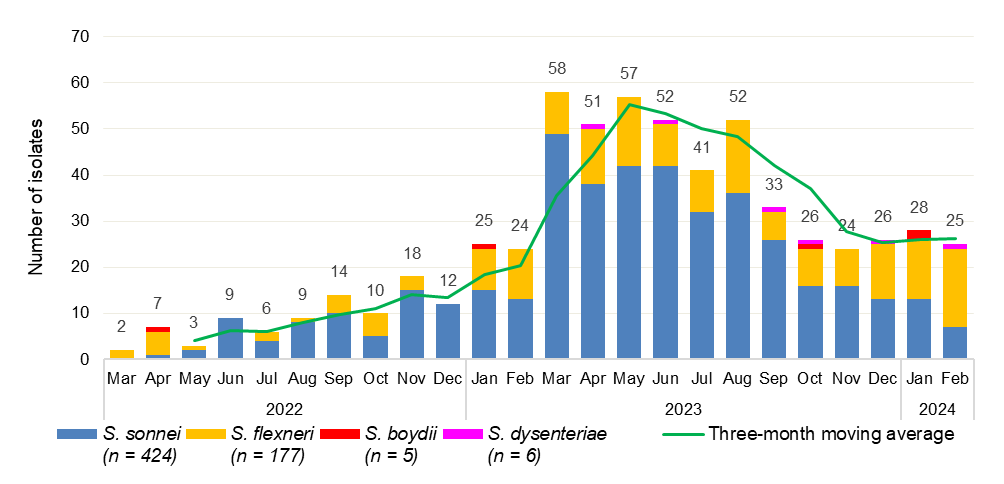 70
60
50
40
30
20
10
0
Number of isolates
2 7 3 9 6 9 14 10 18 12 25 24 58 51 57 52 41 52 33 26 24 26 28 25
Mar Apr May Jun Jul Aug Sep Oct Nov Dec Jan Feb Mar Apr May Jun Jul Aug Sep Oct Nov Dec Jan Feb
2022 2023 2024
S. sonnei S. flexneri S. boydii S. dysenteriae Three-month moving average
(n = 424) (n = 177) (n = 5) (n = 6)